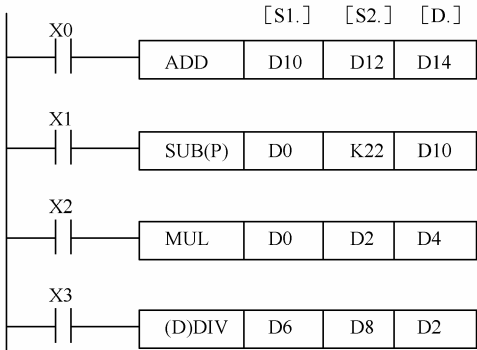 [S1.] [S2.] [D.]
X0
ADD D10 D12 D14
X1
SUB(P) D0 K22 D10
X2
MUL D0 D2 D4
X3
(D)DIV D6 D8 D2